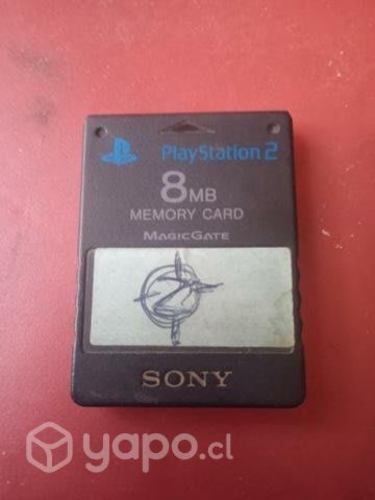 PlayStation 2
8MB
MEMORY CARD
MAGICGATE
Z
SONY
yapo.cl